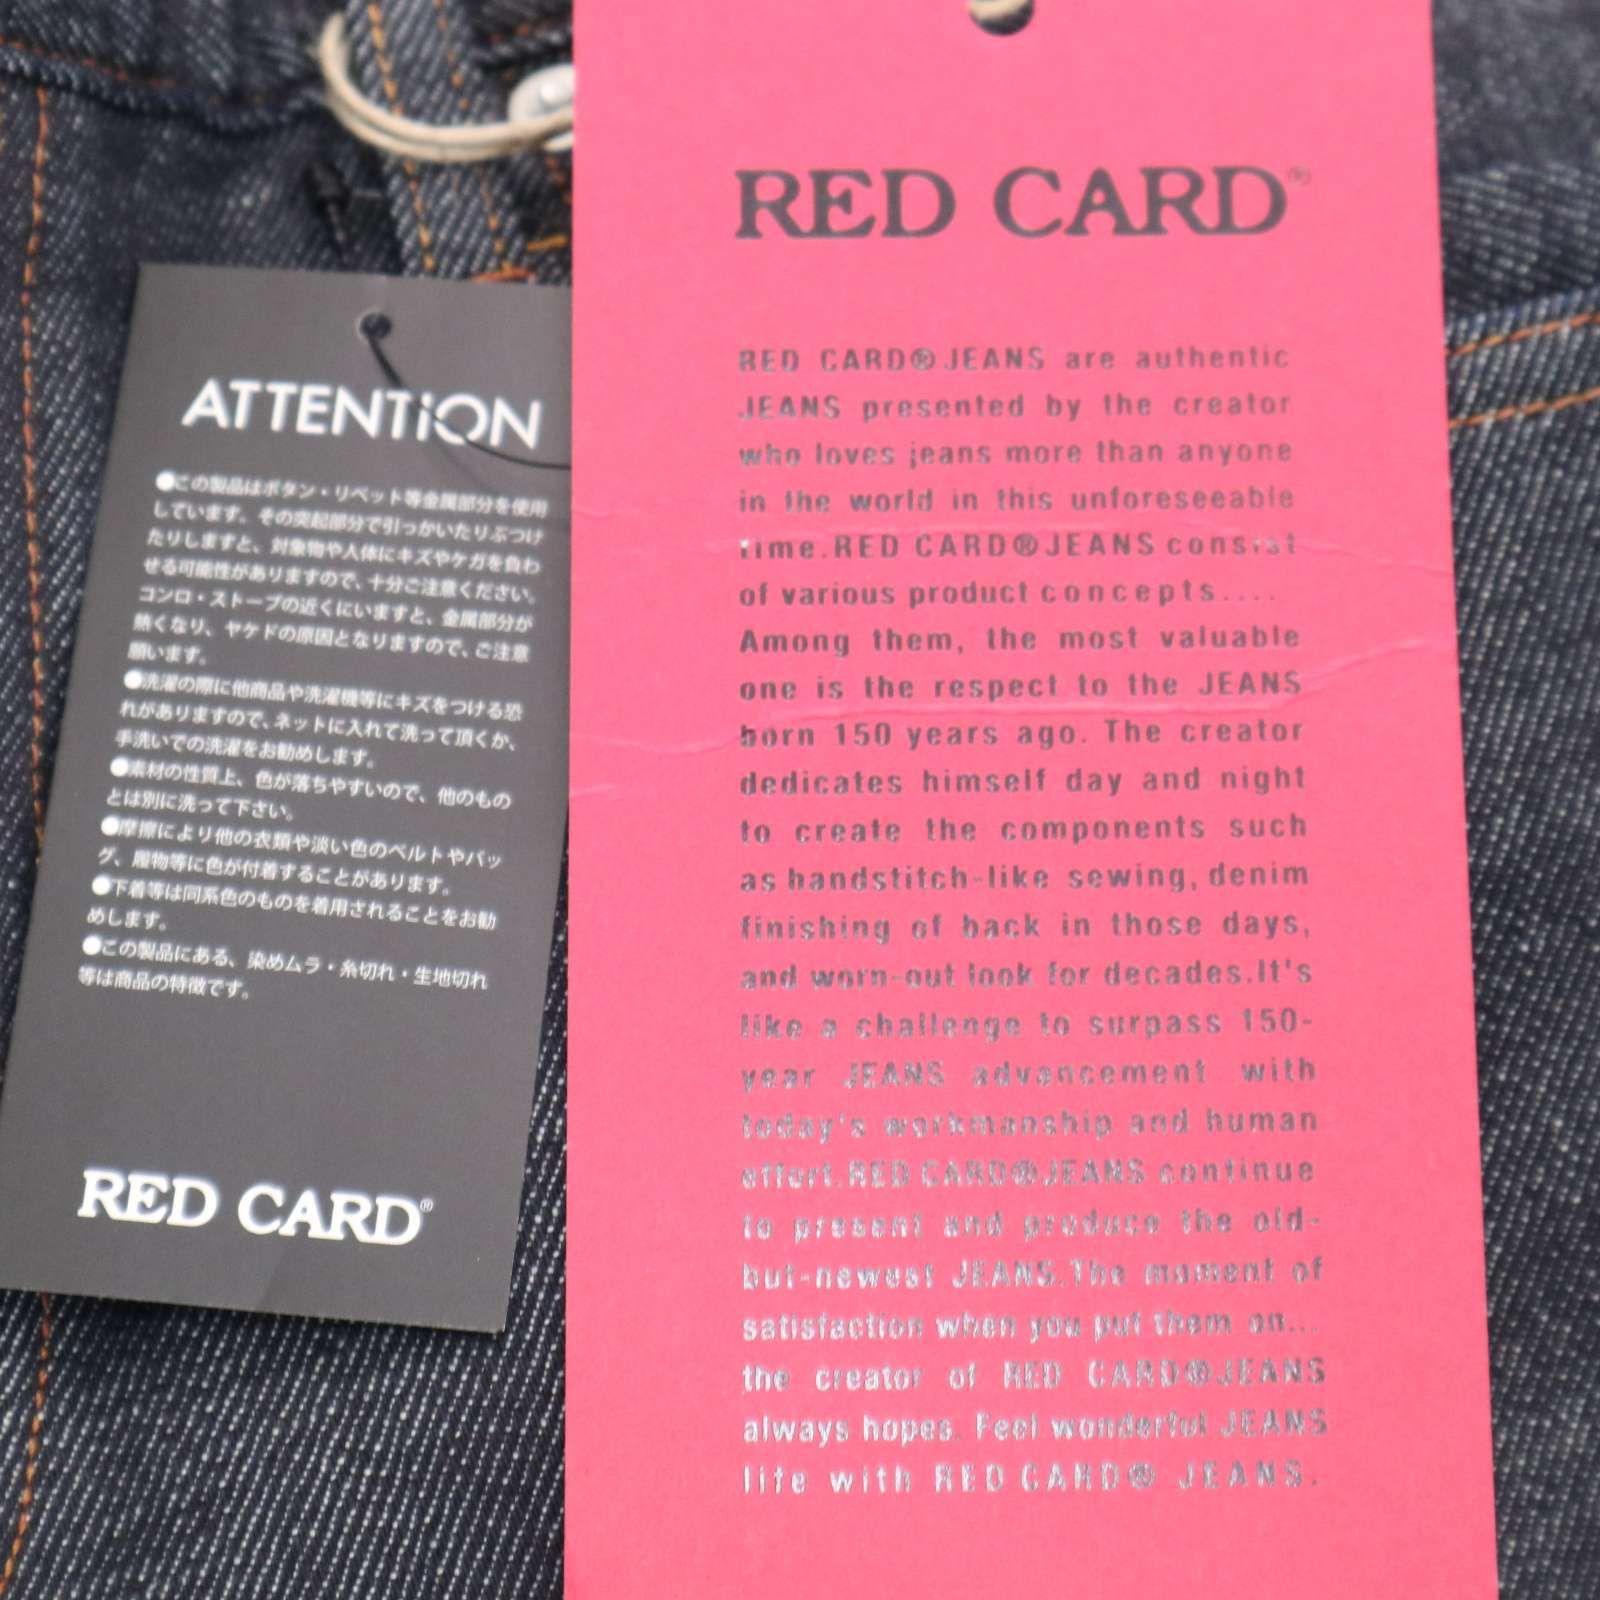 ATTENTION
●この製品はボタン・リベット等金属部分を使用
しています。その突起部分で引っかいたりぶつけ
たりしますと、対象物や人体にキズやケガを負わ
せる可能性がありますので、十分ご注意ください。
コンロ・ストーブの近くにいますと、金属部分が
熱くなり、ヤケドの原因となりますので、ご注意
願います。
●洗濯の際に他商品や洗濯機等にキズをつける恐
れがありますので、ネットに入れて洗って頂くか、
手洗いでの洗濯をお勧めします。
●素材の性質上、色が落ちやすいので、他のもの
とは別に洗って下さい。
●摩擦により他の衣類や淡い色のベルトやバッ
グ、履物等に色が付着することがあります。
●下着等は同系色のものを着用されることをお勧
めします。
●この製品にある、染めムラ・糸切れ・生地切れ
等は商品の特徴です。
RED CARD®
RED CARD®
RED CARD®JEANS are authentic
JEANS presented by the creator
who loves jeans more than anyone
in the world in this unforeseeable
time.RED CARD®JEANS consist
of various product concepts....
Among them, the most valuable
one is the respect to the JEANS
born 150 years ago. The creator
dedicates himself day and night
to create the components such
as handstitch-like sewing, denim
finishing of back in those days,
and worn-out look for decades.It's
like a challenge to surpass 150-
year JEANS advancement with
today's workmanship and human
effort.RED CARD®JEANS continue
to present and produce the old-
but-newest JEANS.The moment of
satisfaction when you put them on...
the creator of RED CARD®JEANS
always hopes. Feel wonderful JEANS
life with RED CARD® JEANS.